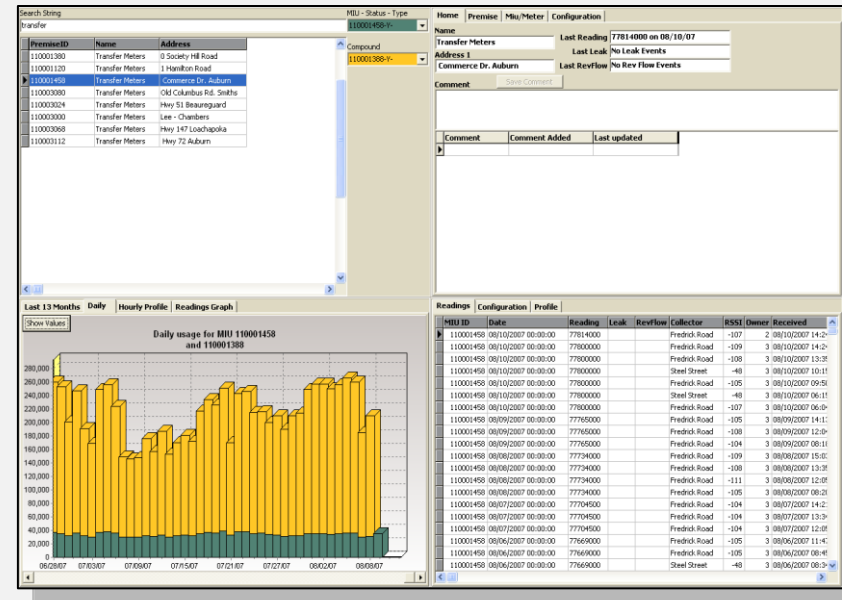 Search String
transfer
MIU - Status - Type
110001458-Y-
Compound
110001388-Y-
PremiseID Name Address
110001380 Transfer Meters 0 Society Hill Road
110001120 Transfer Meters 1 Hamilton Road
110001458 Transfer Meters Commerce Dr. Auburn
110003080 Transfer Meters Old Columbus Rd. Smiths
110003024 Transfer Meters Hwy 51 Beaureguard
110003000 Transfer Meters Lee - Chambers
110003068 Transfer Meters Hwy 147 Loachapoka
110003112 Transfer Meters Hwy 72 Auburn
Home Premise Miu/Meter Configuration
Name
Transfer Meters
Address 1
Commerce Dr. Auburn
Last Reading 77814000 on 08/10/07
Last Leak No Leak Events
Last RevFlow No Rev Flow Events
Comment Save Comment
Comment Comment Added Last updated
Last 13 Months Daily Hourly Profile Readings Graph
Show Values
Daily usage for MIU 110001458
and 110001388
280,000
260,000
240,000
220,000
200,000
180,000
160,000
140,000
120,000
100,000
80,000
60,000
40,000
20,000
0
06/28/07 07/03/07 07/09/07 07/15/07 07/21/07 07/27/07 08/02/07 08/08/07
Readings Configuration Profile
MIU ID Date Reading Leak RevFlow Collector RSSI Owner Received
110001458 08/10/2007 00:00:00 77814000 Fredrick Road -107 2 08/10/2007 14:2
110001458 08/10/2007 00:00:00 77800000 Fredrick Road -109 3 08/10/2007 14:2
110001458 08/10/2007 00:00:00 77800000 Fredrick Road -108 3 08/10/2007 13:3
110001458 08/10/2007 00:00:00 77800000 Steel Street -48 3 08/10/2007 10:1
110001458 08/10/2007 00:00:00 77800000 Fredrick Road -105 3 08/10/2007 09:5
110001458 08/10/2007 00:00:00 77800000 Steel Street -48 3 08/10/2007 06:1
110001458 08/10/2007 00:00:00 77800000 Fredrick Road -107 3 08/10/2007 06:0
110001458 08/09/2007 00:00:00 77765000 Fredrick Road -105 3 08/09/2007 14:1
110001458 08/09/2007 00:00:00 77765000 Fredrick Road -108 3 08/09/2007 12:0
110001458 08/09/2007 00:00:00 77765000 Fredrick Road -104 3 08/09/2007 08:1
110001458 08/08/2007 00:00:00 77734000 Fredrick Road -109 3 08/08/2007 15:0
110001458 08/08/2007 00:00:00 77734000 Fredrick Road -108 3 08/08/2007 13:3
110001458 08/08/2007 00:00:00 77734000 Fredrick Road -111 3 08/08/2007 12:0
110001458 08/08/2007 00:00:00 77734000 Fredrick Road -105 3 08/08/2007 08:2
110001458 08/07/2007 00:00:00 77704500 Fredrick Road -104 3 08/07/2007 14:2
110001458 08/07/2007 00:00:00 77704500 Fredrick Road -104 3 08/07/2007 13:3
110001458 08/07/2007 00:00:00 77704500 Fredrick Road -104 3 08/07/2007 12:0
110001458 08/06/2007 00:00:00 77669000 Fredrick Road -105 3 08/06/2007 11:4
110001458 08/06/2007 00:00:00 77669000 Fredrick Road -105 3 08/06/2007 08:4
110001458 08/06/2007 00:00:00 77669000 Steel Street -48 3 08/06/2007 08:3